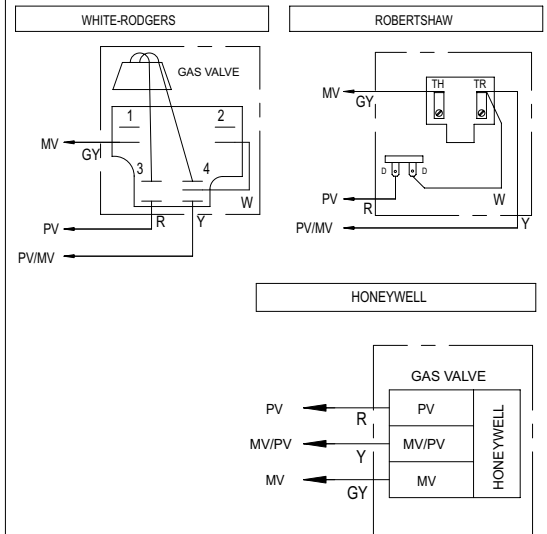 WHITE-RODGERS
GAS VALVE
1
2
MV
GY
3
4
W
R
Y
PV
PV/MV
ROBERTSHAW
TH
TR
MV
GY
D
D
PV
R
W
PV/MV
Y
HONEYWELL
GAS VALVE
PV
R
PV
MV/PV
Y
MV/PV
MV
GY
MV
HONEYWELL